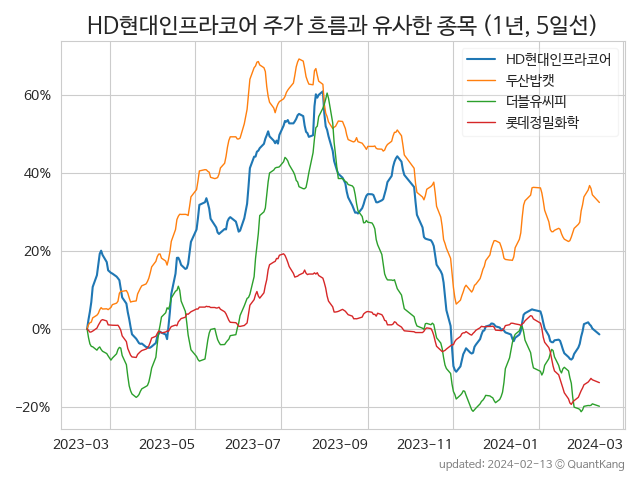 HD현대인프라코어 주가 흐름과 유사한 종목 (1년, 5일선)
HD현대인프라코어
두산밥캣
더블유씨피
롯데정밀화학
60%
40%
20%
0%
−20%
2023−03 2023−05 2023−07 2023−09 2023−11 2024−01 2024−03
updated: 2024-02-13 © QuantKang